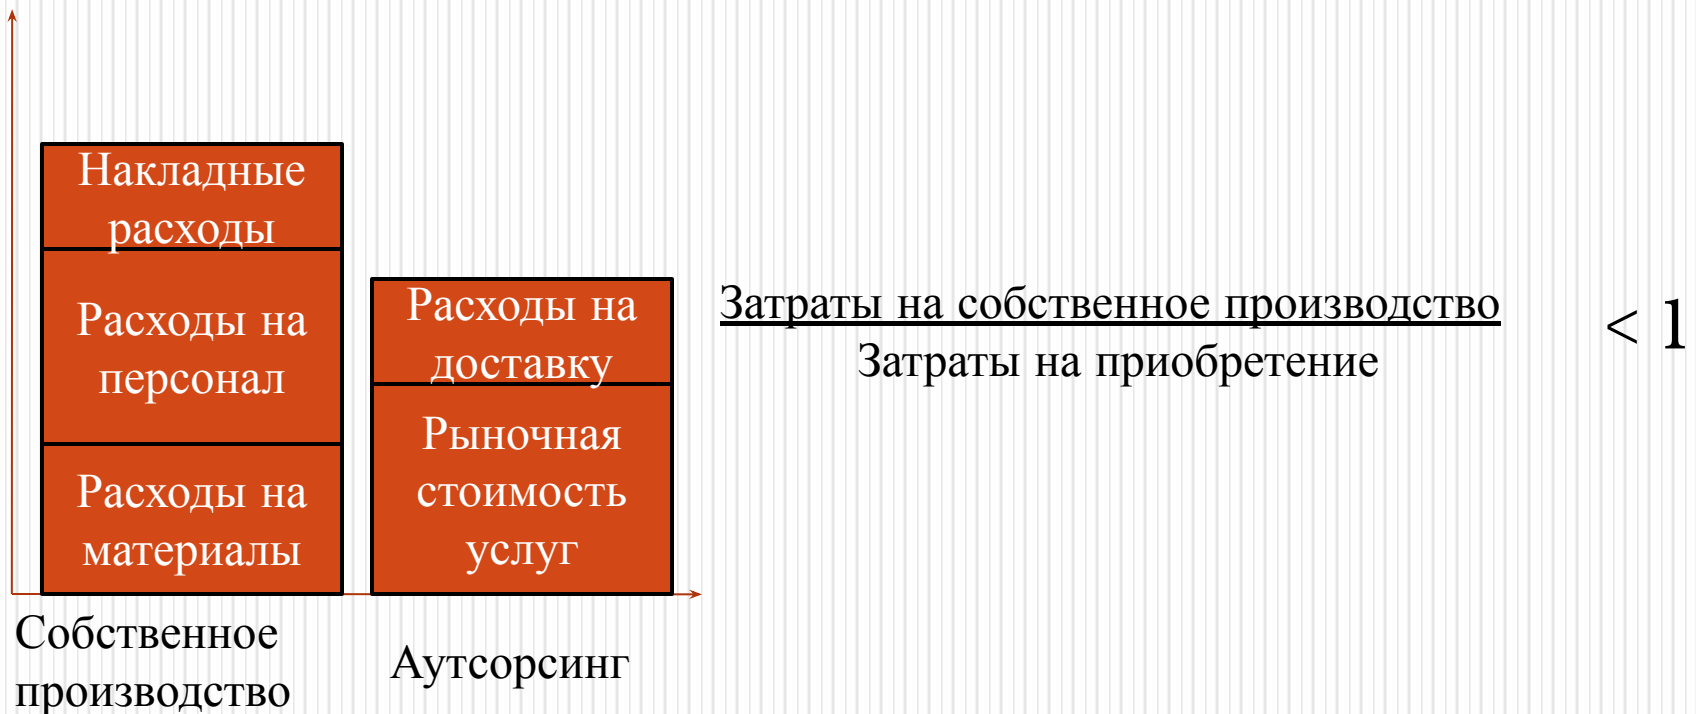 Накладные
расходы
Расходы на
персонал
Расходы на
материалы
Расходы на
доставку
Рыночная
стоимость
услуг
Собственное
производство
Аутсорсинг
Затраты на собственное производство
Затраты на приобретение
< 1